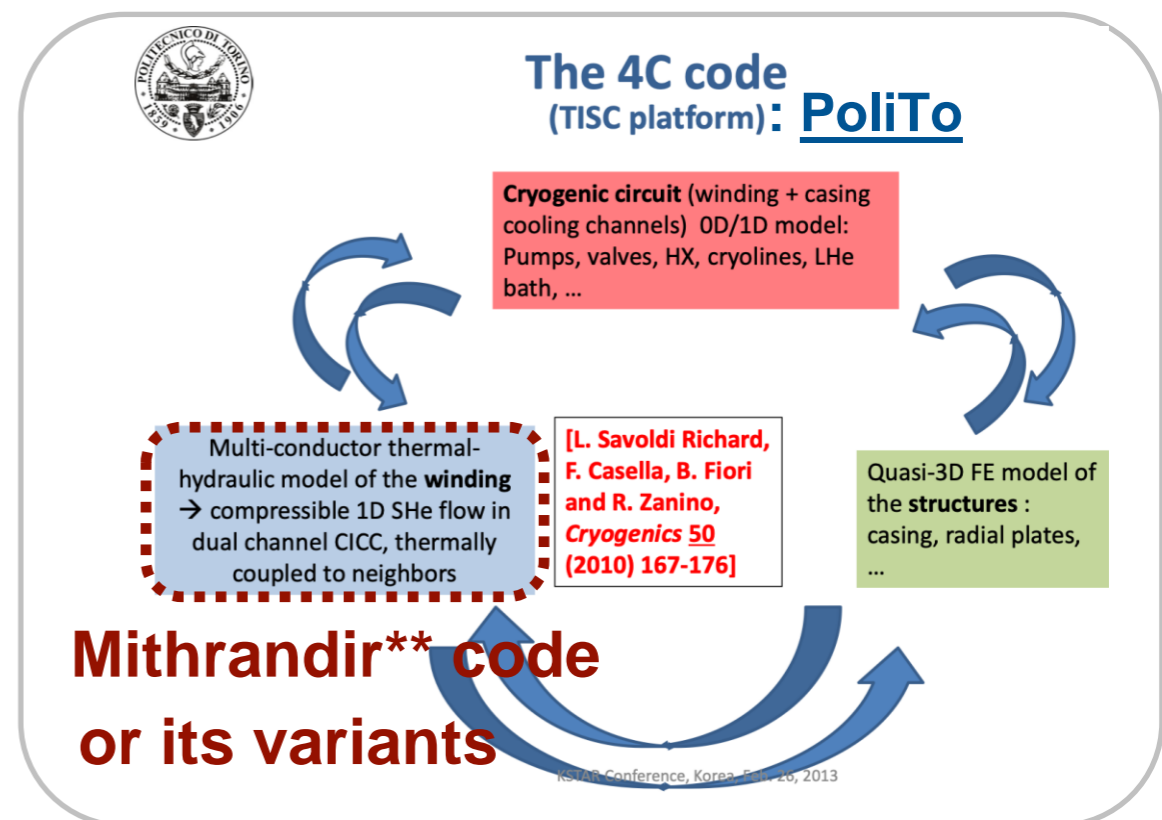 POLITECNICO DI TORINO
1859 1906
The 4C code
(TISC platform) : PoliTo
Cryogenic circuit (winding + casing
cooling channels) 0D/1D model:
Pumps, valves, HX, cryolines, LHe
bath, ...
Multi-conductor thermal-
hydraulic model of the winding
→ compressible 1D SHe flow in
dual channel CICC, thermally
coupled to neighbors
[L. Savoldi Richard,
F. Casella, B. Fiori
and R. Zanino,
Cryogenics 50
(2010) 167-176]
Quasi-3D FE model of
the structures :
casing, radial plates,
...
Mithrandir** code
or its variants
KSTAR Conference, Korea, Feb. 26, 2013